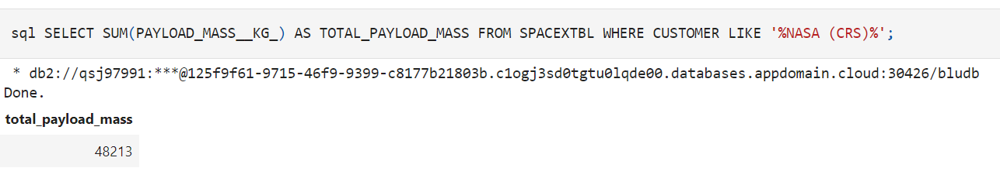 sql SELECT SUM(PAYLOAD_MASS__KG_) AS TOTAL_PAYLOAD_MASS FROM SPACEXTBL WHERE CUSTOMER LIKE '%NASA (CRS)%';
* db2://qsj97991:***@125f9f61-9715-46f9-9399-c8177b21803b.c1ogj3sd0tgtu0lqde00.databases.appdomain.cloud:30426/bludb
Done.
total_payload_mass
48213